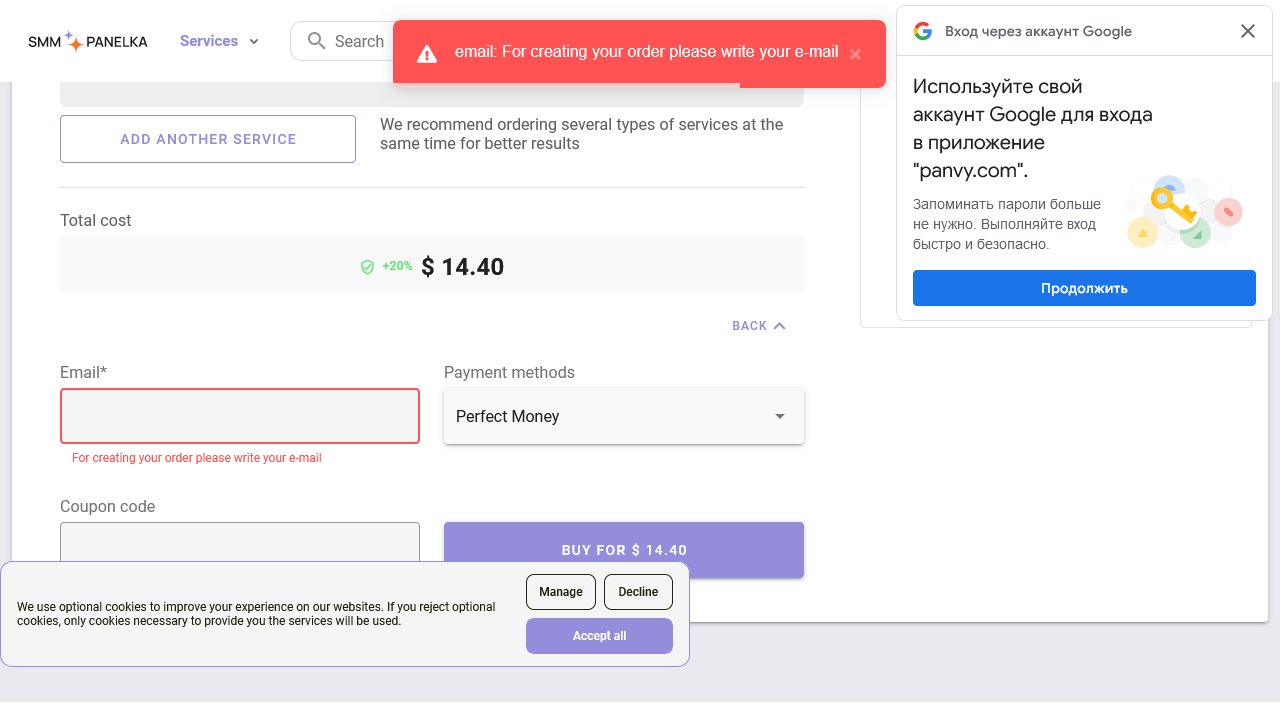 SMM PANELKA
Services
Search
email: For creating your order please write your e-mail
Вход через аккаунт Google
Используйте свой
аккаунт Google для входа
в приложение
"panvy.com".
Запоминать пароли больше
не нужно. Выполняйте вход
быстро и безопасно.
Продолжить
ADD ANOTHER SERVICE
We recommend ordering several types of services at the
same time for better results
Total cost
+20% $ 14.40
BACK
Email*
Payment methods
Perfect Money
For creating your order please write your e-mail
Coupon code
BUY FOR $ 14.40
We use optional cookies to improve your experience on our websites. If you reject optional
cookies, only cookies necessary to provide you the services will be used.
Manage
Decline
Accept all